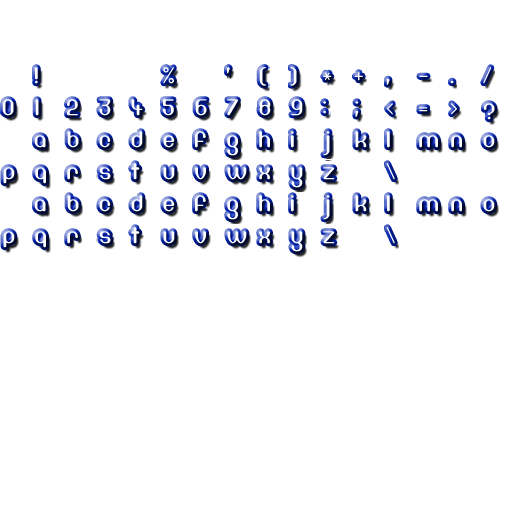 ! % ' ( ) * + , - . /
0 1 2 3 4 5 6 7 8 9 : ; < = > ?
a b c d e f g h i j k l m n o
p q r s t u v w x y z \
a b c d e f g h i j k l m n o
p q r s t u v w x y z \